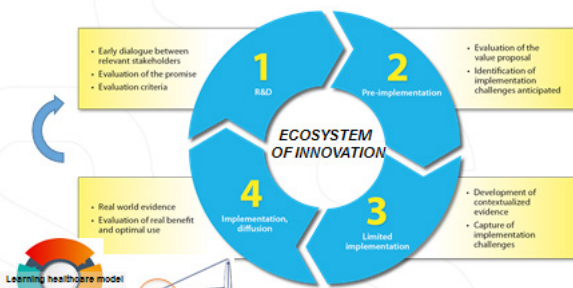 • Early dialogue between
relevant stakeholders
• Evaluation of the promise
• Evaluation criteria
1
R&D
2
Pre-implementation
• Evaluation of the
value proposal
• Identification of
implementation
challenges anticipated
ECOSYSTEM
OF INNOVATION
• Real world evidence
• Evaluation of real benefit
and optimal use
4
Implementation,
diffusion
3
Limited
implementation
• Development of
contextualized
evidence
• Capture of
implementation
challenges
Learning healthcare model